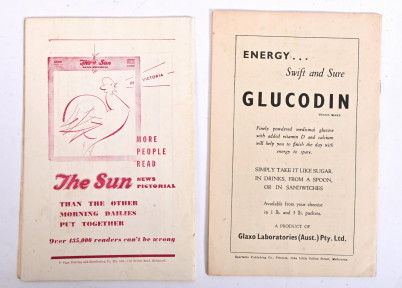 The Sun
VICTORIA
MORE
PEOPLE
READ
The Sun NEWS
PICTORIAL
THAN THE OTHER
MORNING DAILIES
PUT TOGETHER
Over 435,000 readers can't be wrong
ENERGY...
Swift and Sure
GLUCODIN
TRADE MARK
Finely powdered medicinal glucose
with added vitamin D and calcium
will help you to finish the day with
energy to spare.
SIMPLY TAKE IT LIKE SUGAR,
IN DRINKS, FROM A SPOON,
OR IN SANDWICHES
Available from your chemist
in 1 lb. and 3 lb. packets.
A PRODUCT OF
Glaxo Laboratories (Aust.) Pty. Ltd.